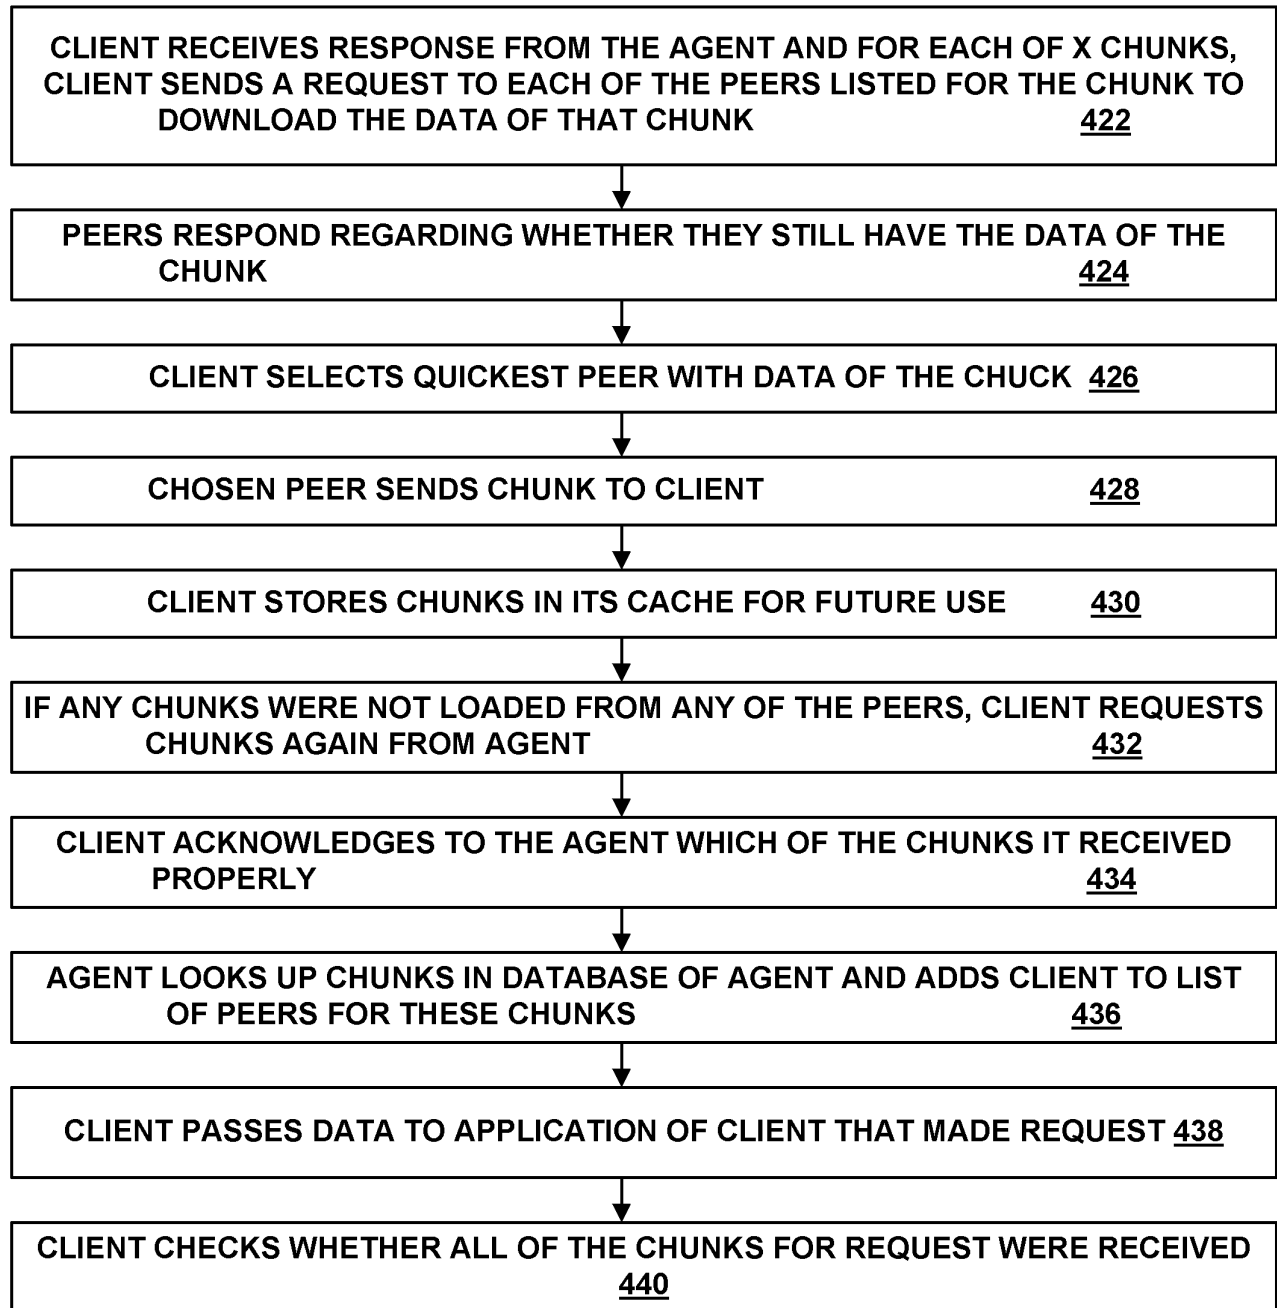 CLIENT RECEIVES RESPONSE FROM THE AGENT AND FOR EACH OF X CHUNKS,
CLIENT SENDS A REQUEST TO EACH OF THE PEERS LISTED FOR THE CHUNK TO
DOWNLOAD THE DATA OF THAT CHUNK 422
PEERS RESPOND REGARDING WHETHER THEY STILL HAVE THE DATA OF THE
CHUNK 424
CLIENT SELECTS QUICKEST PEER WITH DATA OF THE CHUCK 426
CHOSEN PEER SENDS CHUNK TO CLIENT 428
CLIENT STORES CHUNKS IN ITS CACHE FOR FUTURE USE 430
IF ANY CHUNKS WERE NOT LOADED FROM ANY OF THE PEERS, CLIENT REQUESTS
CHUNKS AGAIN FROM AGENT 432
CLIENT ACKNOWLEDGES TO THE AGENT WHICH OF THE CHUNKS IT RECEIVED
PROPERLY 434
AGENT LOOKS UP CHUNKS IN DATABASE OF AGENT AND ADDS CLIENT TO LIST
OF PEERS FOR THESE CHUNKS 436
CLIENT PASSES DATA TO APPLICATION OF CLIENT THAT MADE REQUEST 438
CLIENT CHECKS WHETHER ALL OF THE CHUNKS FOR REQUEST WERE RECEIVED
440